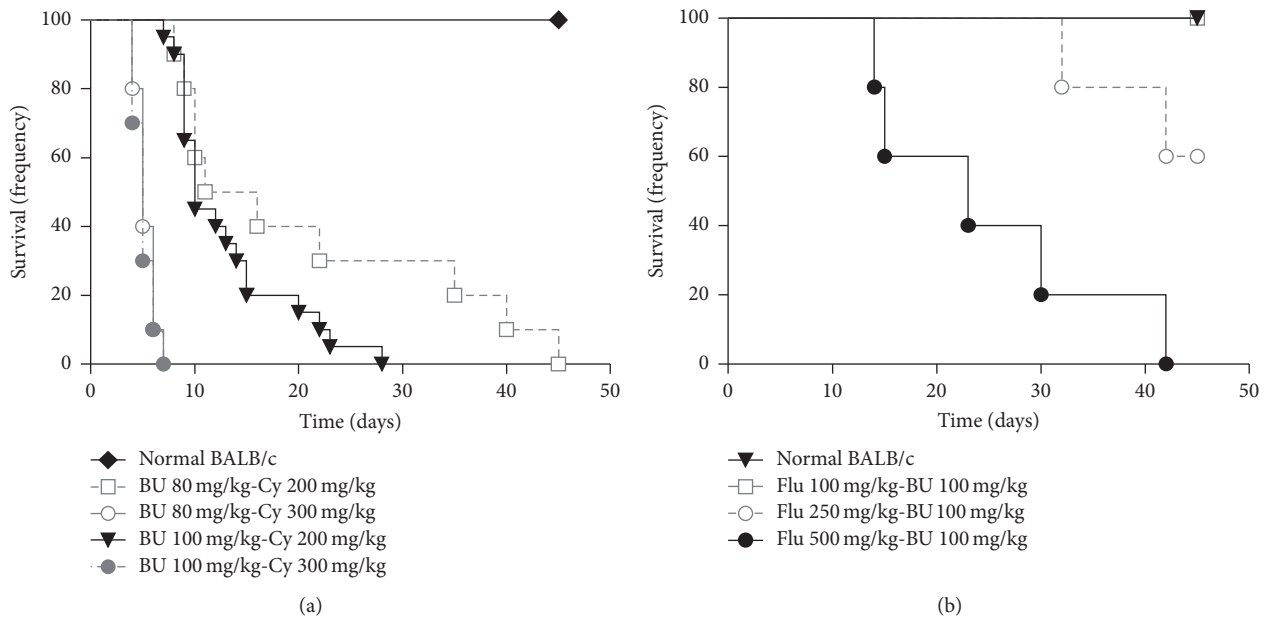 100
80
60
40
20
0
Survival (frequency)
0 10 20 30 40 50
Time (days)
Normal BALB/c
BU 80 mg/kg-Cy 200 mg/kg
BU 80 mg/kg-Cy 300 mg/kg
BU 100 mg/kg-Cy 200 mg/kg
BU 100 mg/kg-Cy 300 mg/kg
(a)
100
80
60
40
20
0
Survival (frequency)
0 10 20 30 40 50
Time (days)
Normal BALB/c
Flu 100 mg/kg-BU 100 mg/kg
Flu 250 mg/kg-BU 100 mg/kg
Flu 500 mg/kg-BU 100 mg/kg
(b)